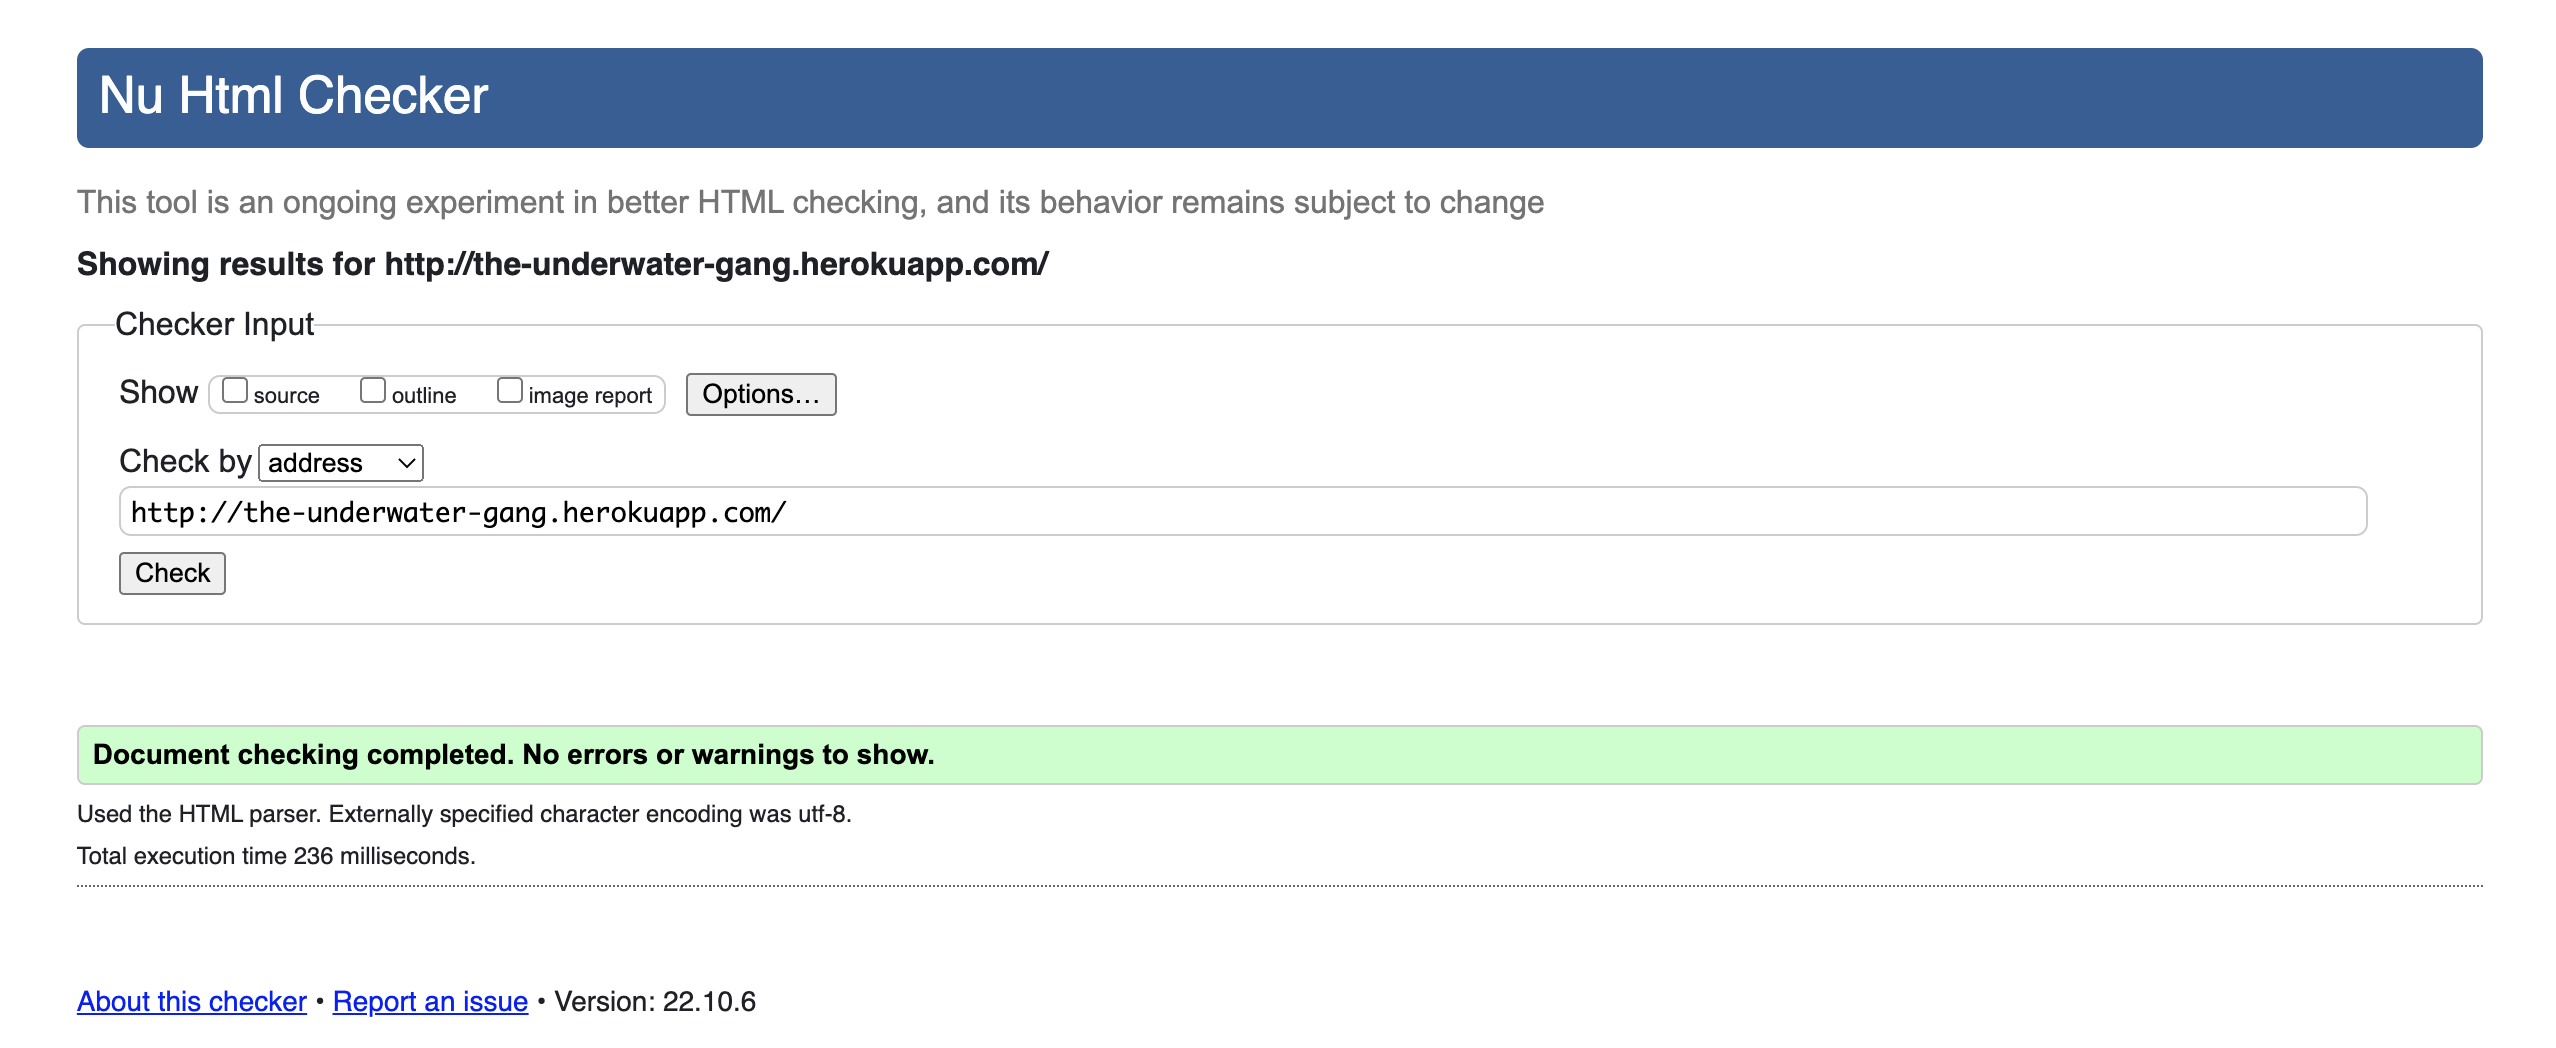 Nu Html Checker
This tool is an ongoing experiment in better HTML checking, and its behavior remains subject to change
Showing results for http://the-underwater-gang.herokuapp.com/
Checker Input
Show source outline image report Options…
Check by address
http://the-underwater-gang.herokuapp.com/
Check
Document checking completed. No errors or warnings to show.
Used the HTML parser. Externally specified character encoding was utf-8.
Total execution time 236 milliseconds.
About this checker • Report an issue • Version: 22.10.6